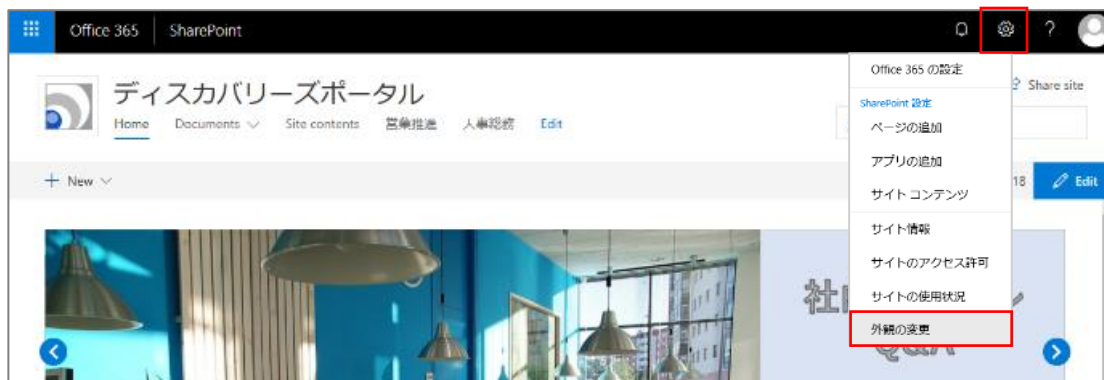 Office 365 SharePoint ?
Office 365 の設定
ディスカバリーズポータル
Share site
SharePoint 設定
Home Documents Site contents 営業推進 人事総務 Edit
ページの追加
アプリの追加
+ New
18 Edit
サイト コンテンツ
サイト情報
サイトのアクセス許可
社
サイトの使用状況
外観の変更
Q&A